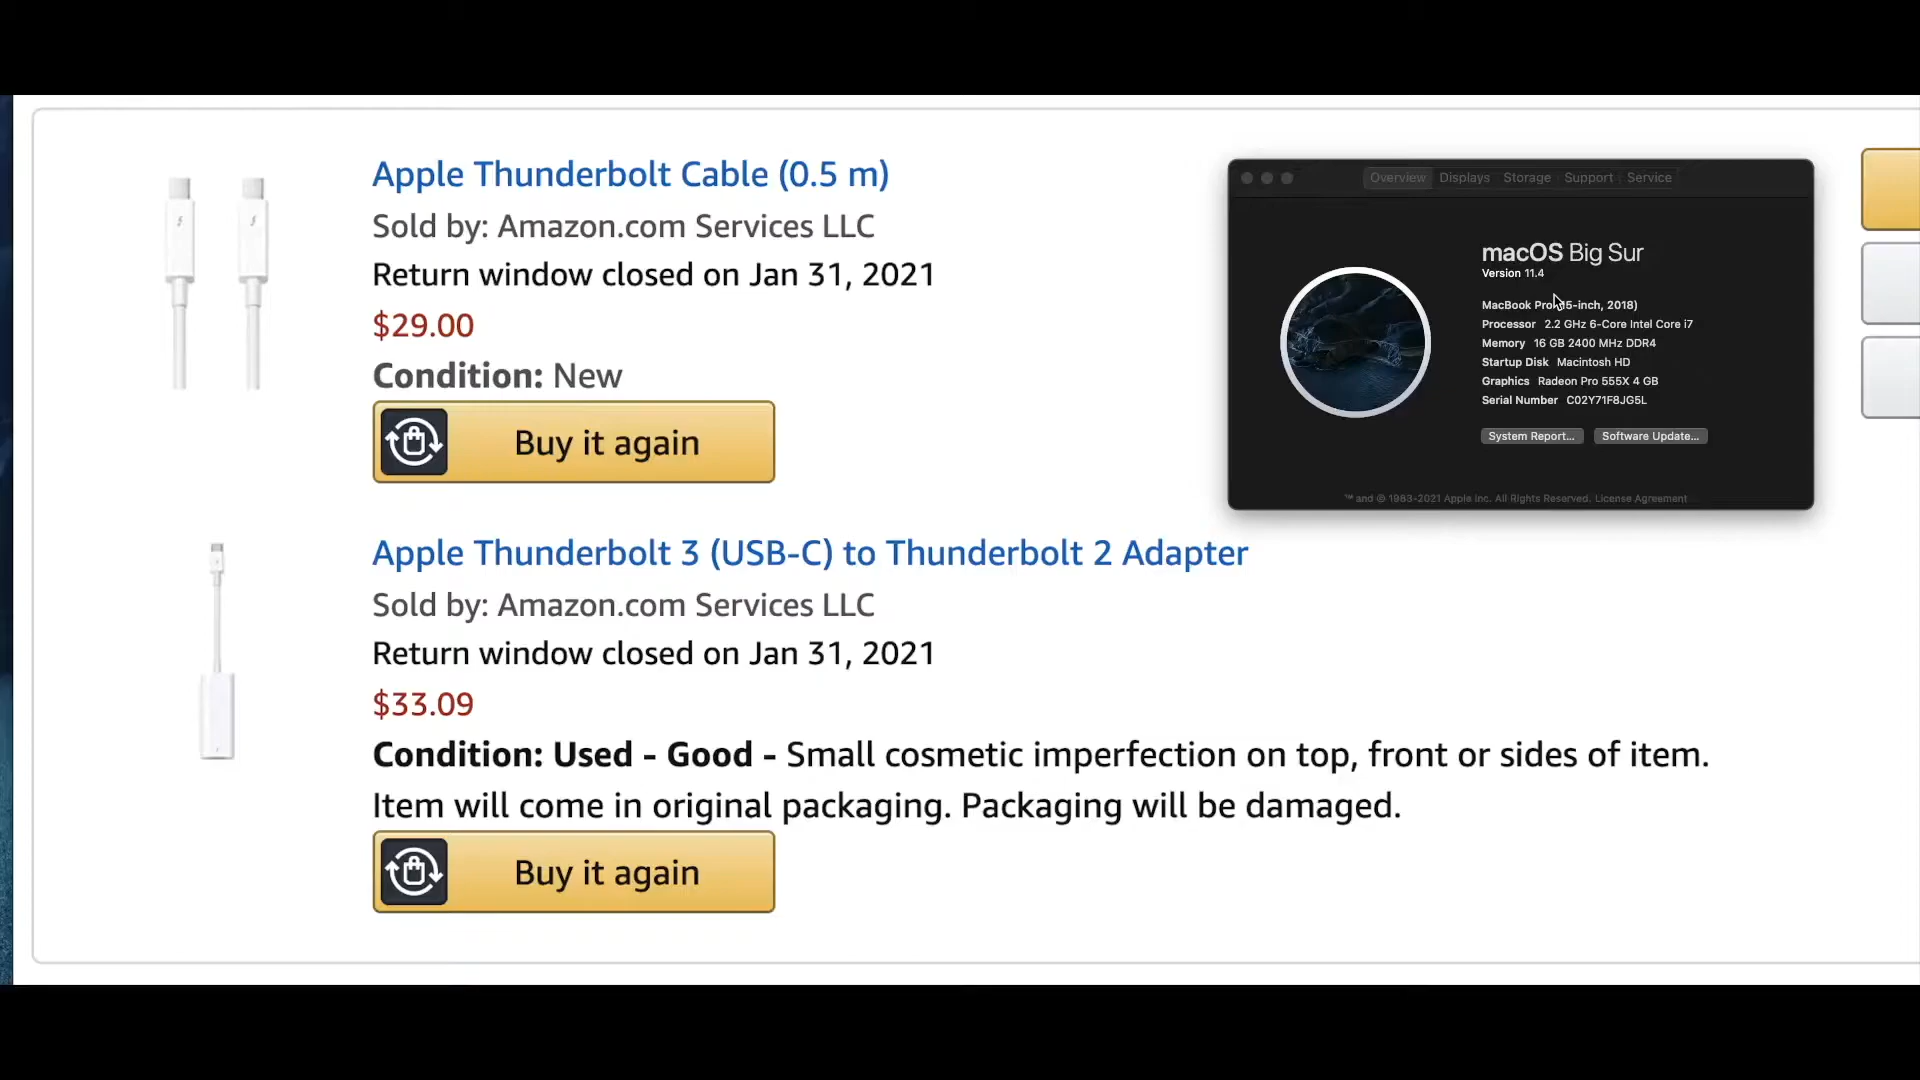 Apple Thunderbolt Cable (0.5 m)
Sold by: Amazon.com Services LLC
Return window closed on Jan 31, 2021
$29.00
Condition: New
Buy it again
Overview Displays Storage Support Service
macOS Big Sur
Version 11.4
MacBook Pro 15-inch, 2018)
Processor 2.2 GHz 6-Core Intel Core i7
Memory 16 GB 2400 MHz DDR4
Startup Disk Macintosh HD
Graphics Radeon Pro 555X 4 GB
Serial Number C02Y71F8JG5L
System Report... Software Update...
™ and © 1983-2021 Apple Inc. All Rights Reserved. License Agreement
Apple Thunderbolt 3 (USB-C) to Thunderbolt 2 Adapter
Sold by: Amazon.com Services LLC
Return window closed on Jan 31, 2021
$33.09
Condition: Used - Good - Small cosmetic imperfection on top, front or sides of item.
Item will come in original packaging. Packaging will be damaged.
Buy it again